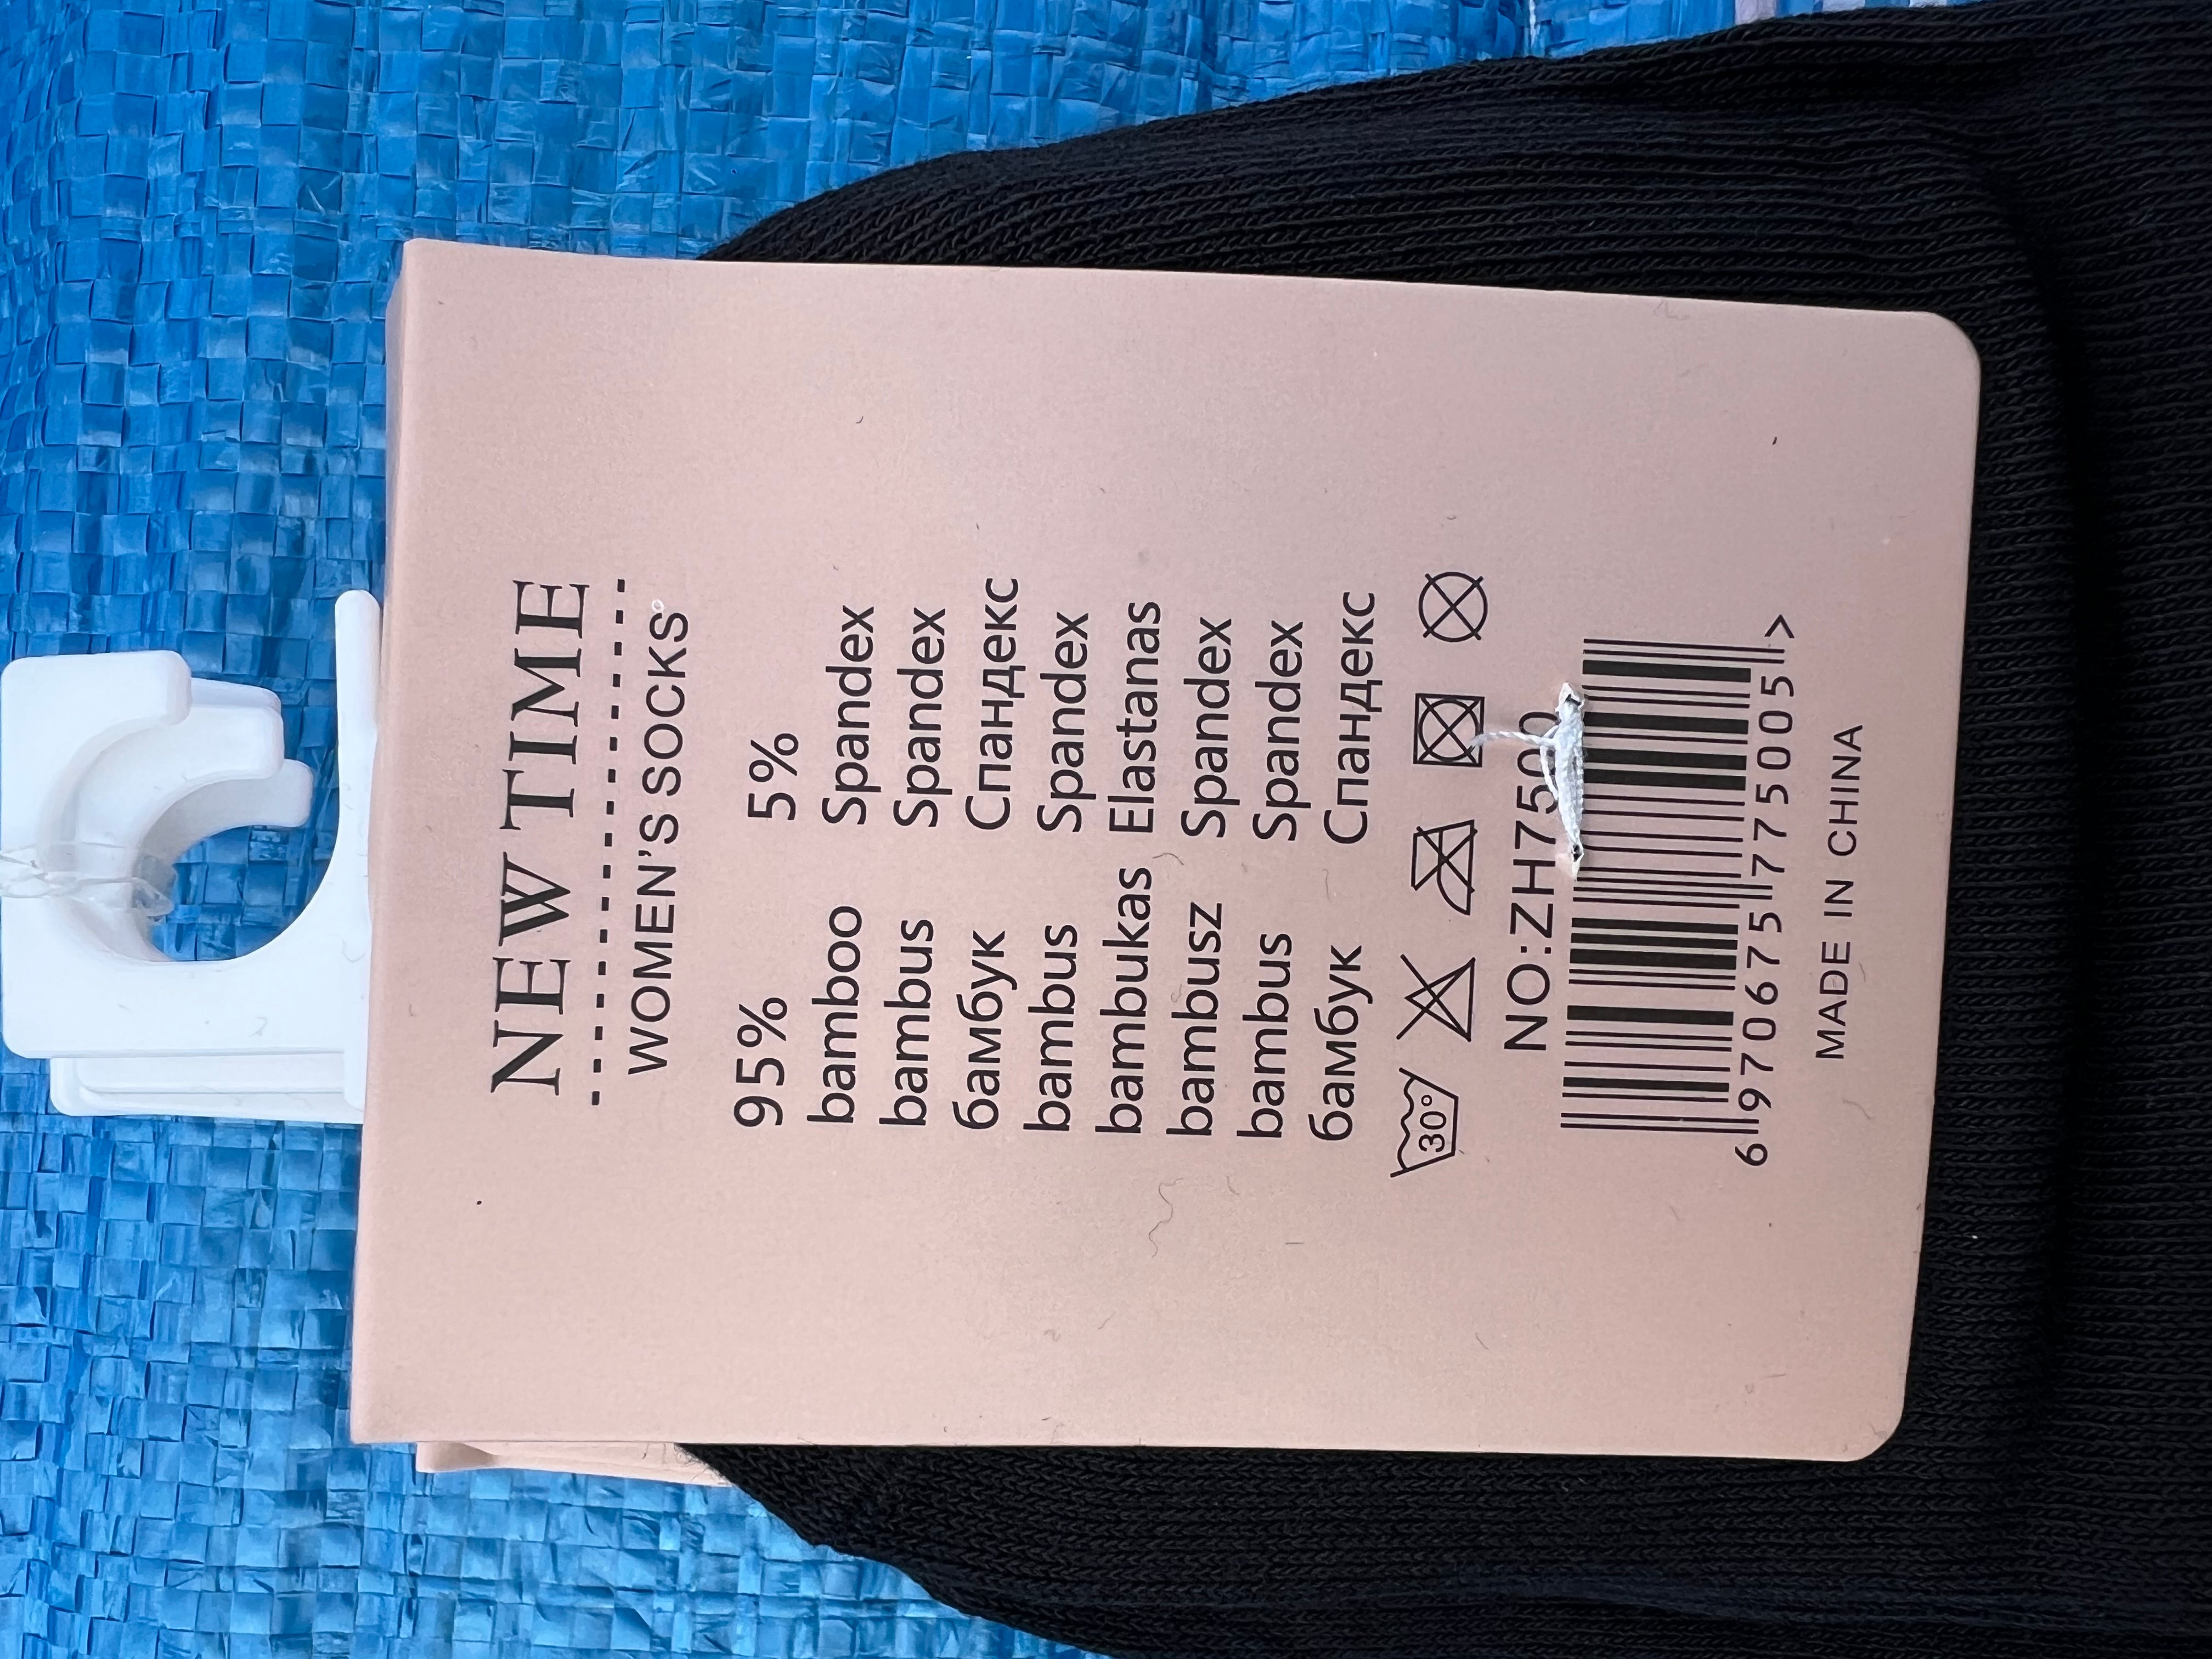 NEW TIME
WOMEN'S SOCKS
95% 5%
bamboo Spandex
bambus Spandex
бамбук Спандекс
bambus Spandex
bambukas Elastanas
bambusz Spandex
bambus Spandex
бамбук Спандекс
30°
NO:ZH7500
6 970675 775005 >
MADE IN CHINA